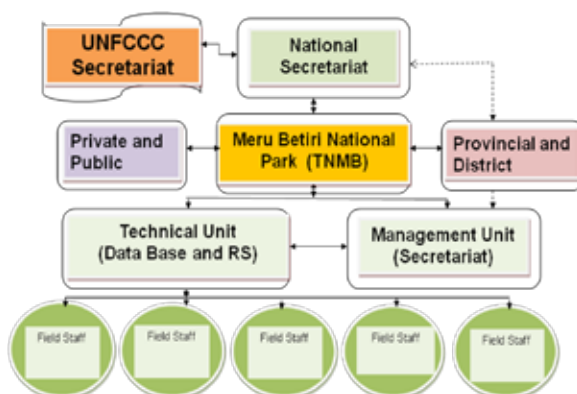 UNFCCC
Secretariat
National
Secretariat
Private and
Public
Meru Betiri National
Park (TNMB)
Provincial and
District
Technical Unit
(Data Base and RS)
Management Unit
(Secretariat)
Field Staff
Field Staff
Field Staff
Field Staff
Field Staff